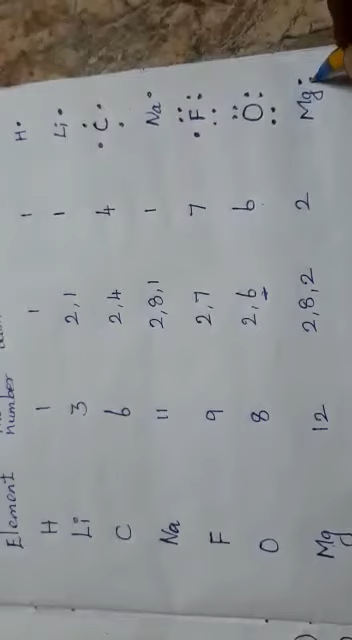 Element number
H 1 1 1 H
Li 3 2,1 1 Li
C 6 2,4 4 C
Na 11 2,8,1 1 Na
F 9 2,7 7 F
O 8 2,6 6 O
Mg 12 2,8,2 2 Mg